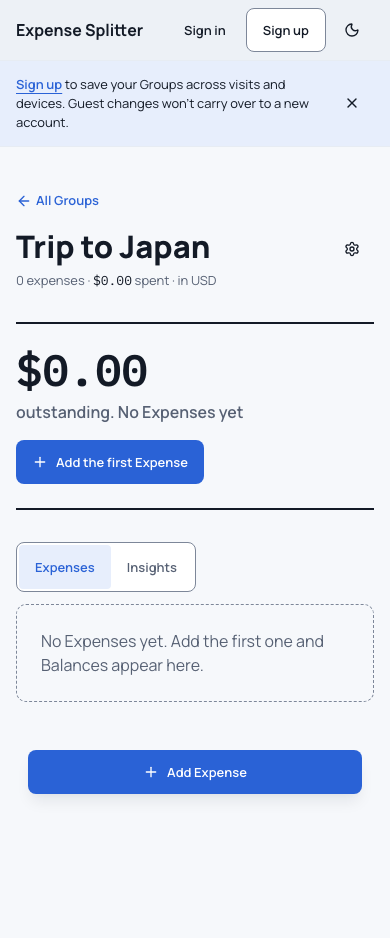 Expense Splitter Sign in Sign up
Sign up to save your Groups across visits and
devices. Guest changes won't carry over to a new
account.
All Groups
Trip to Japan
0 expenses · $0.00 spent · in USD
$0.00
outstanding. No Expenses yet
Add the first Expense
Expenses Insights
No Expenses yet. Add the first one and
Balances appear here.
Add Expense